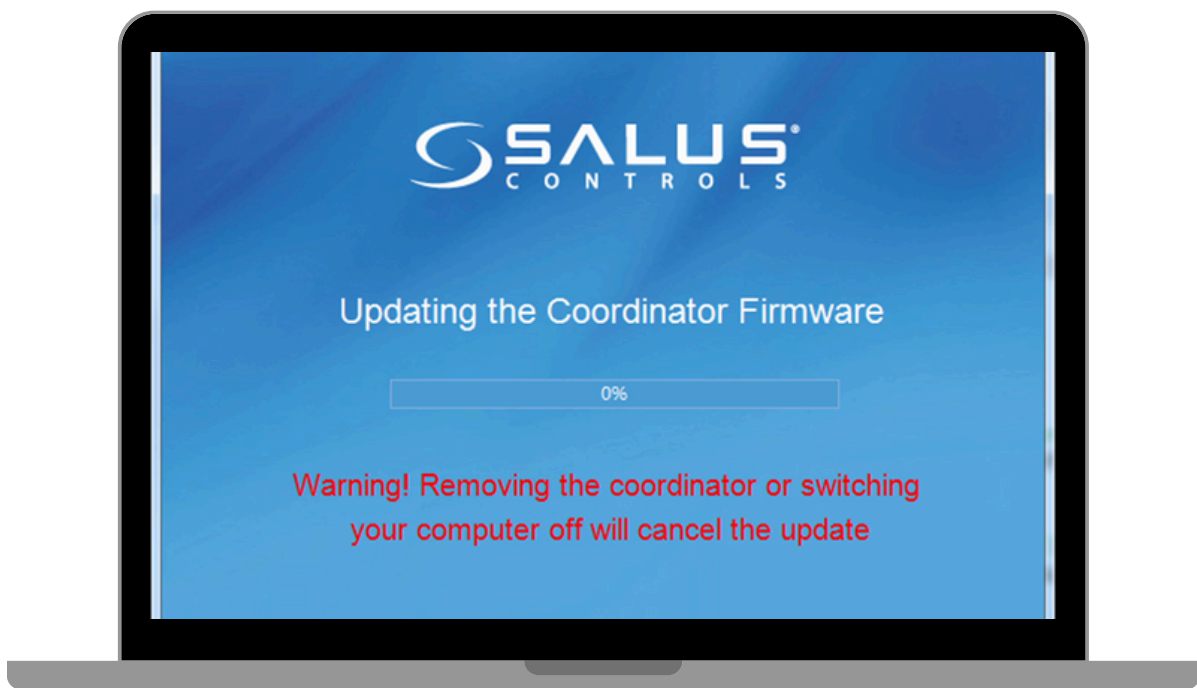 SALUS®
CONTROLS
Updating the Coordinator Firmware
0%
Warning! Removing the coordinator or switching
your computer off will cancel the update